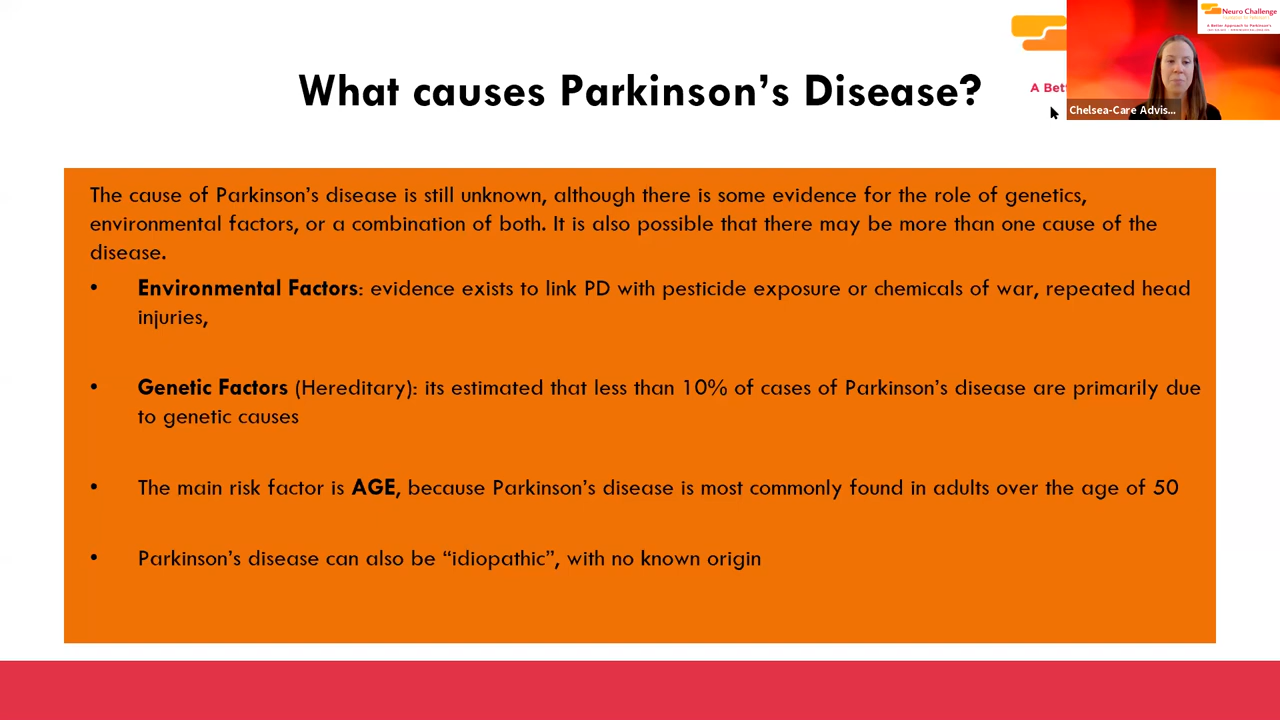 Neuro Challenge
A Better Approach to Parkinson's
What causes Parkinson's Disease?
A Bet
Chelsea-Care Advis...
The cause of Parkinson's disease is still unknown, although there is some evidence for the role of genetics,
environmental factors, or a combination of both. It is also possible that there may be more than one cause of the
disease.
• Environmental Factors: evidence exists to link PD with pesticide exposure or chemicals of war, repeated head
injuries,
• Genetic Factors (Hereditary): its estimated that less than 10% of cases of Parkinson's disease are primarily due
to genetic causes
• The main risk factor is AGE, because Parkinson's disease is most commonly found in adults over the age of 50
• Parkinson's disease can also be “idiopathic”, with no known origin